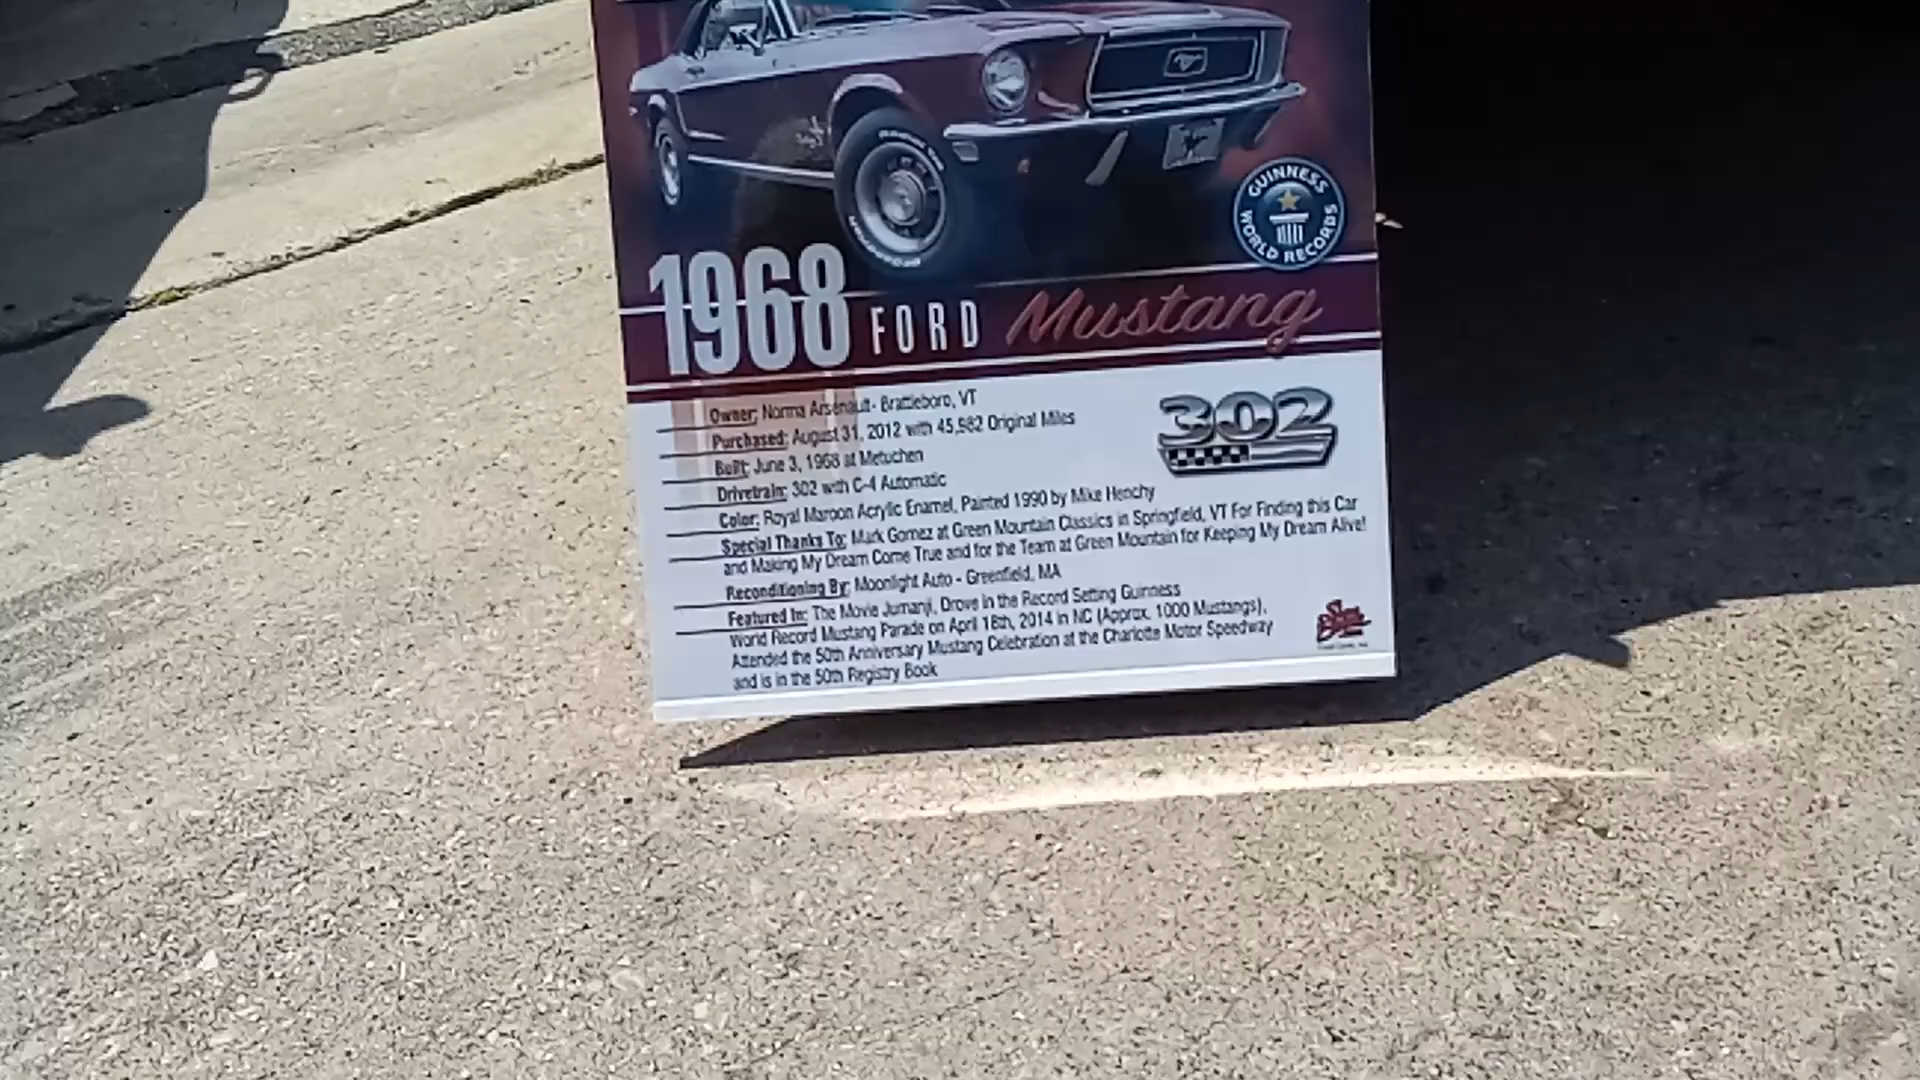 GUINNESS
WORLD RECORDS
1968 FORD Mustang
302
Owner: Norma Arsenault- Brattleboro, VT
Purchased: August 31, 2012 with 45,982 Original Miles
Built: June 3, 1968 at Metuchen
Drivetrain: 302 with C-4 Automatic
Color: Royal Maroon Acrylic Enamel, Painted 1990 by Mike Henchy
Special Thanks To: Mark Gomez at Green Mountain Classics in Springfield, VT For Finding this Car
and Making My Dream Come True and for the Team at Green Mountain for Keeping My Dream Alive!
Reconditioning By: Moonlight Auto - Greenfield, MA
Featured In: The Movie Jumanji, Drove in the Record Setting Guinness
World Record Mustang Parade on April 18th, 2014 in NC (Approx. 1000 Mustangs),
Attended the 50th Anniversary Mustang Celebration at the Charlotte Motor Speedway
and is in the 50th Registry Book